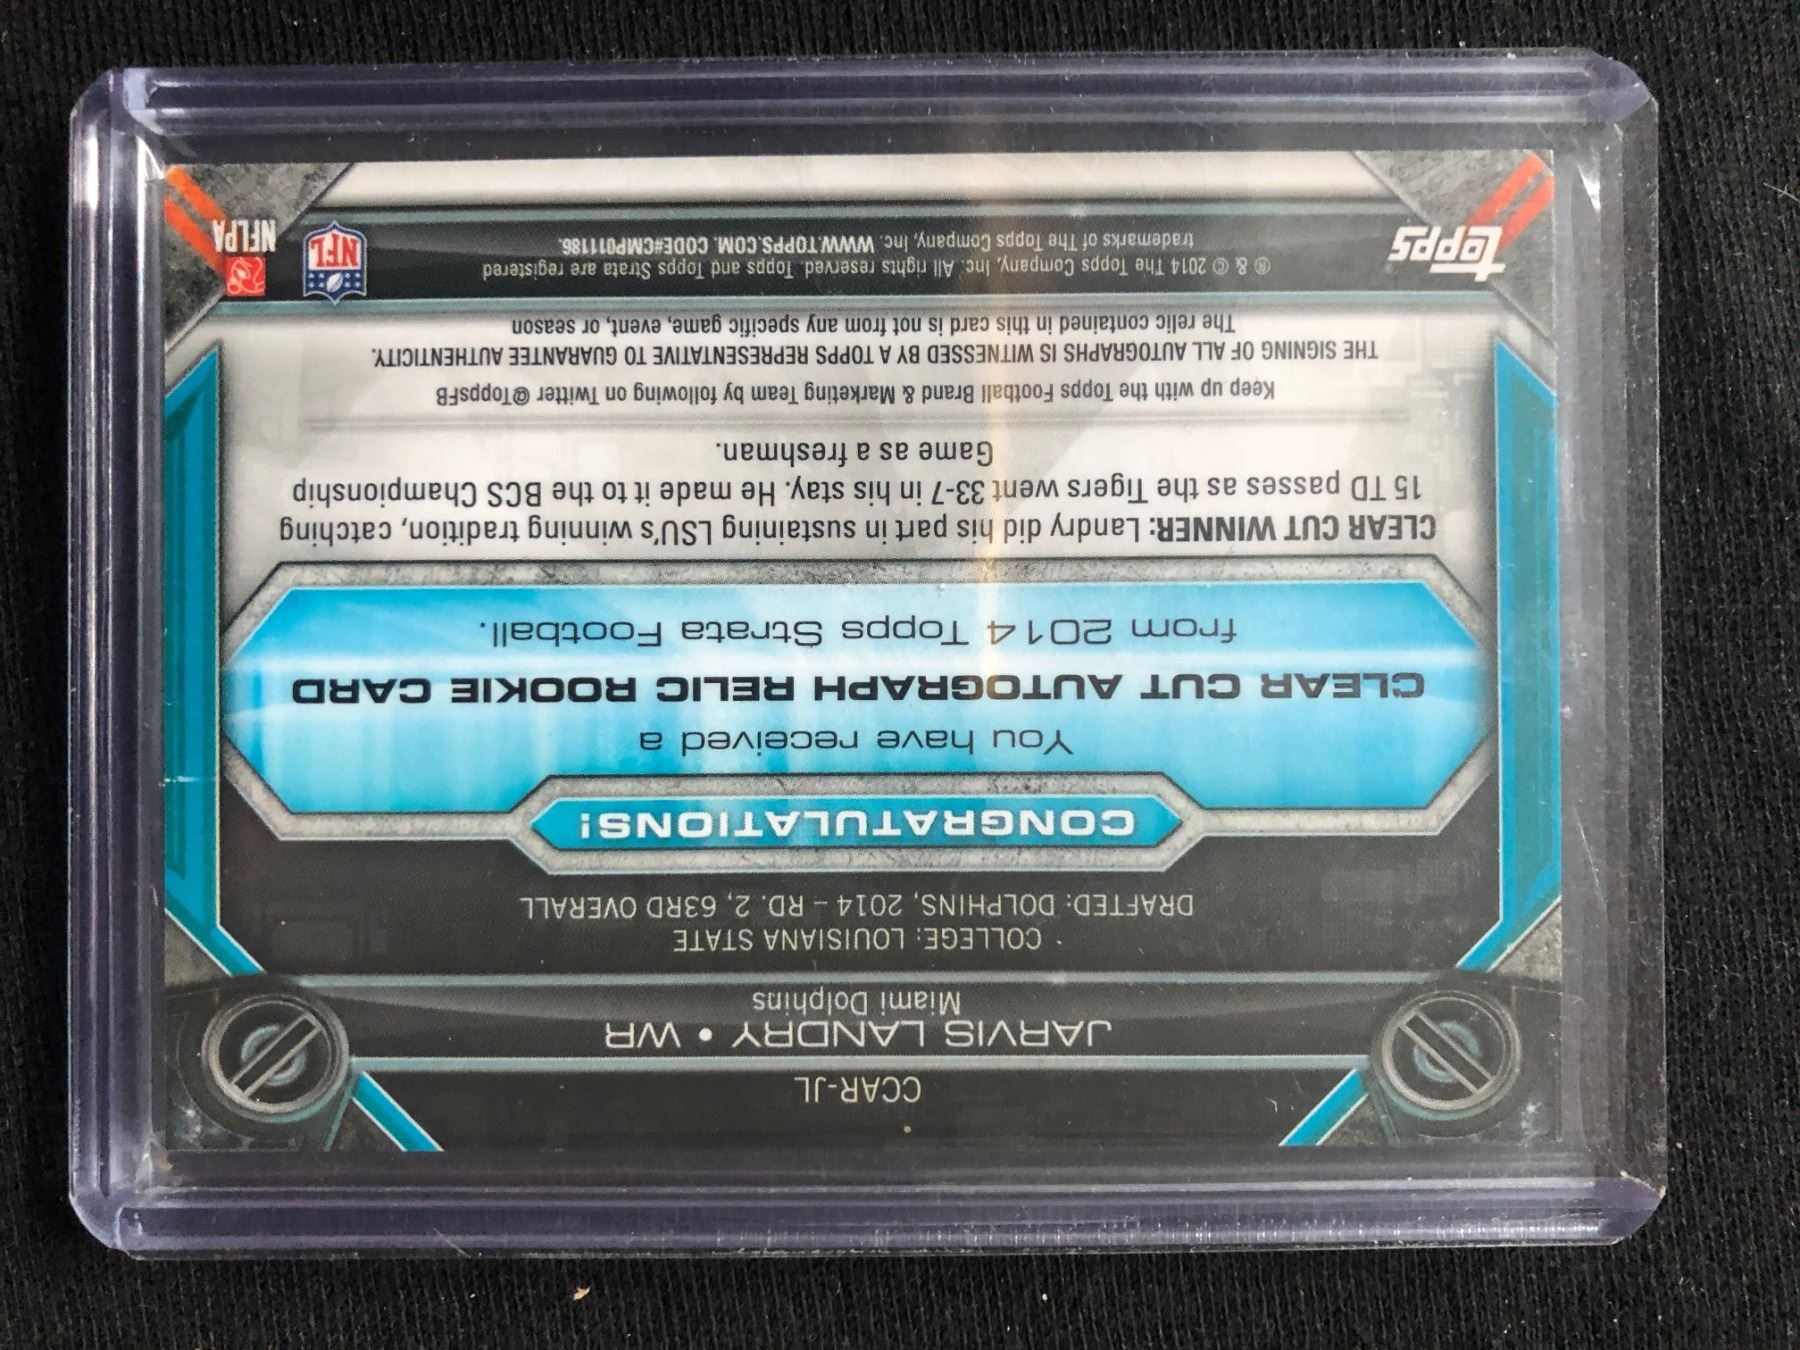 CCAR-JL
JARVIS LANDRY • WR
Miami Dolphins
COLLEGE: LOUISIANA STATE
DRAFTED: DOLPHINS, 2014 – RD. 2, 63RD OVERALL
CONGRATULATIONS!
You have received a
CLEAR CUT AUTOGRAPH RELIC ROOKIE CARD
from 2014 Topps Strata Football.
CLEAR CUT WINNER: Landry did his part in sustaining LSU's winning tradition, catching
15 TD passes as the Tigers went 33-7 in his stay. He made it to the BCS Championship
Game as a freshman.
Keep up with the Topps Football Brand & Marketing Team by following on Twitter @ToppsFB
THE SIGNING OF ALL AUTOGRAPHS IS WITNESSED BY A TOPPS REPRESENTATIVE TO GUARANTEE AUTHENTICITY.
The relic contained in this card is not from any specific game, event, or season
® & © 2014 The Topps Company, Inc. All rights reserved. Topps and Topps Strata are registered
trademarks of The Topps Company, Inc. WWW.TOPPS.COM. CODE#CMP011186.
Topps
NFL
NFLPA